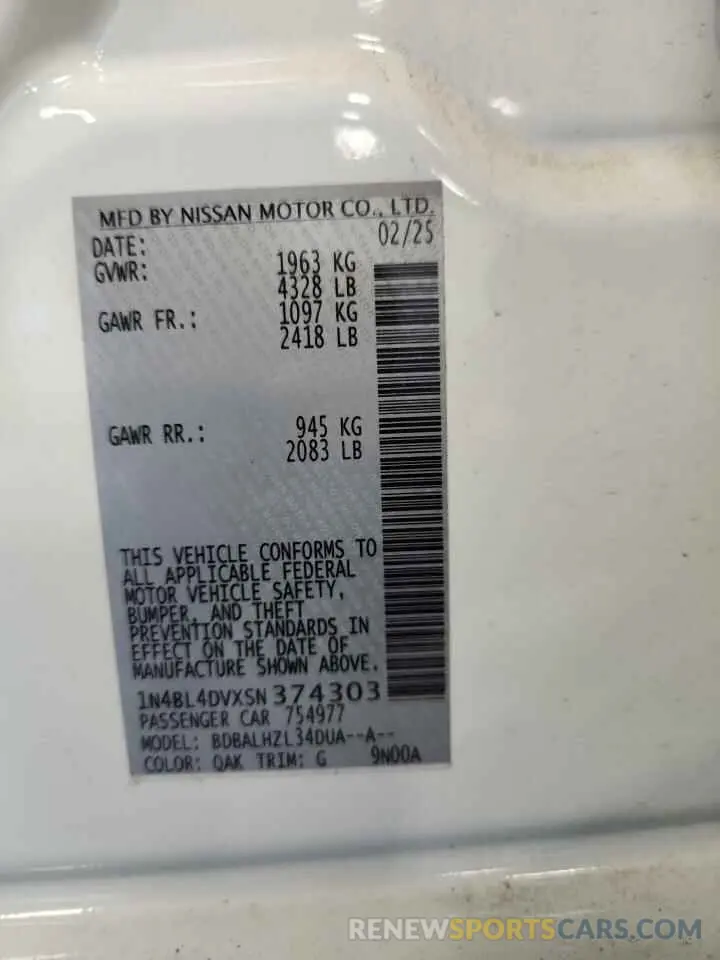 MFD BY NISSAN MOTOR CO., LTD.
DATE: 02/25
GVWR: 1963 KG
4328 LB
GAWR FR.: 1097 KG
2418 LB
GAWR RR.: 945 KG
2083 LB
THIS VEHICLE CONFORMS TO
ALL APPLICABLE FEDERAL
MOTOR VEHICLE SAFETY,
BUMPER, AND THEFT
PREVENTION STANDARDS IN
EFFECT ON THE DATE OF
MANUFACTURE SHOWN ABOVE.
1N4BL4DVXSN374303
PASSENGER CAR 754977
MODEL: BDBALHZL34DUA--A--
COLOR: QAK TRIM: G 9N00A
RENEWSPORTSCARS.COM